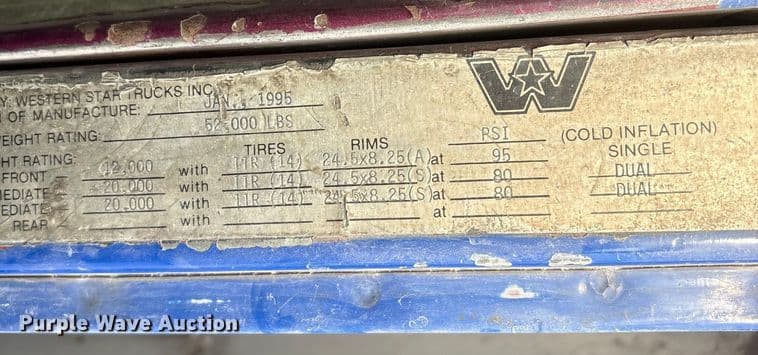 Y: WESTERN STAR TRUCKS INC.
OF MANUFACTURE: JAN., 1995
EIGHT RATING: 52,000 LBS
TIRES RIMS PSI (COLD INFLATION)
HT RATING: SINGLE
FRONT 12,000 with 11R (14) 24.5x8.25(A) at 95
EDIATE 20,000 with 11R (14) 24.5x8.25(S) at 80 DUAL
EDIATE 20,000 with 11R (14) 24.5x8.25(S) at 80 DUAL
REAR with at
W
Purple Wave Auction